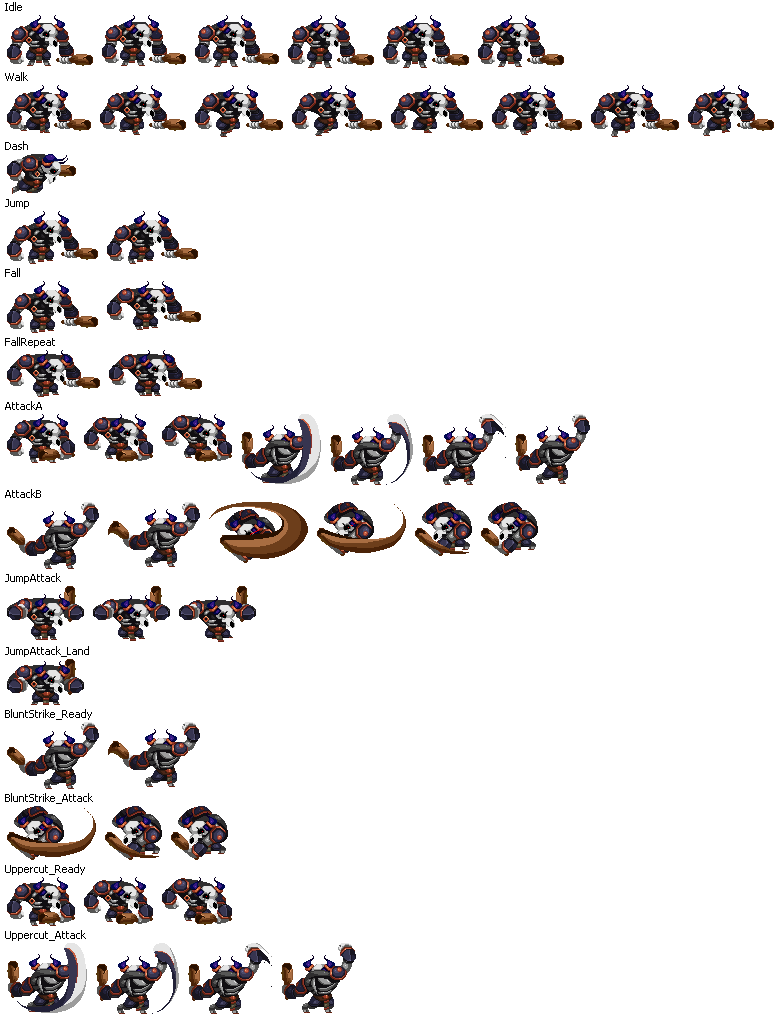 Idle
Walk
Dash
Jump
Fall
FallRepeat
AttackA
AttackB
JumpAttack
JumpAttack_Land
BluntStrike_Ready
BluntStrike_Attack
Uppercut_Ready
Uppercut_Attack